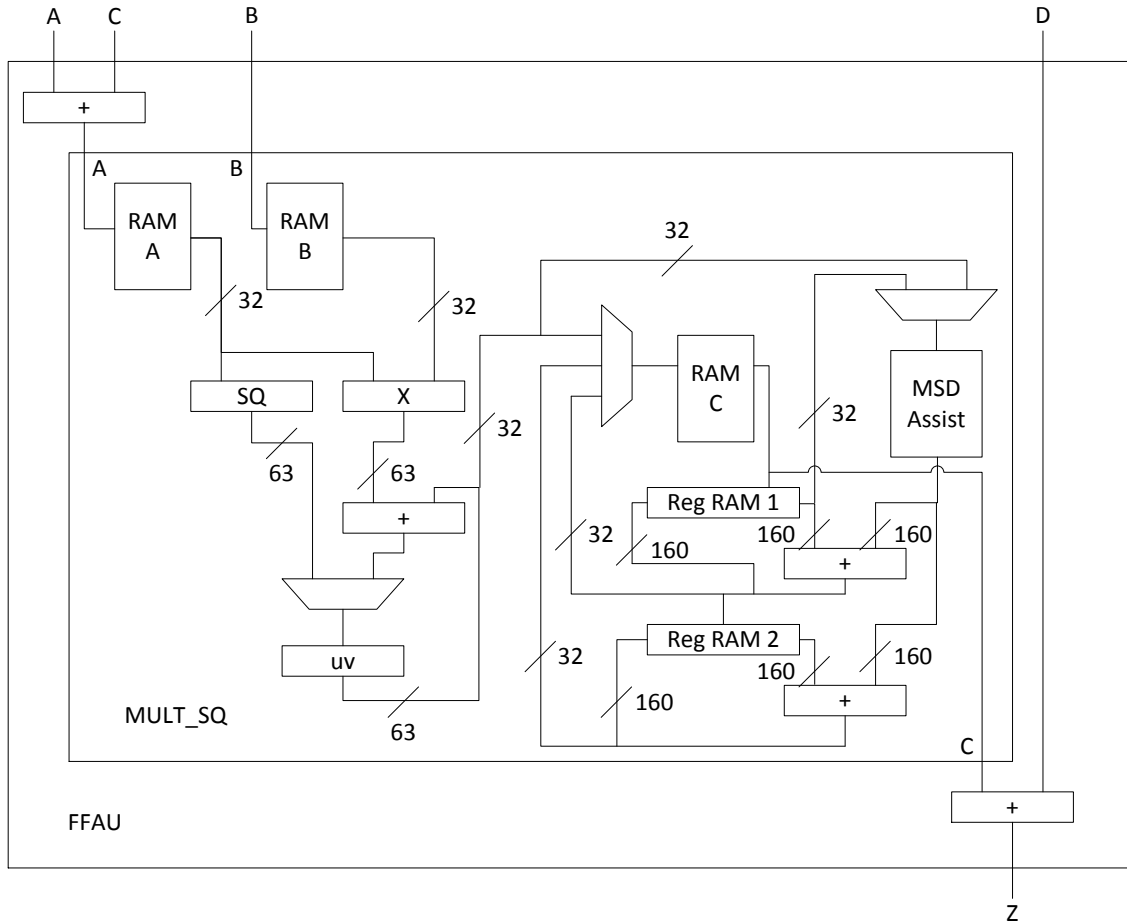 A
C
B
D
+
A
B
RAM
A
RAM
B
32
32
32
SQ
X
RAM
C
MSD
Assist
32
32
63
63
Reg RAM 1
+
32
160
160
160
+
uv
Reg RAM 2
32
160
160
160
+
63
MULT_SQ
C
+
FFAU
Z